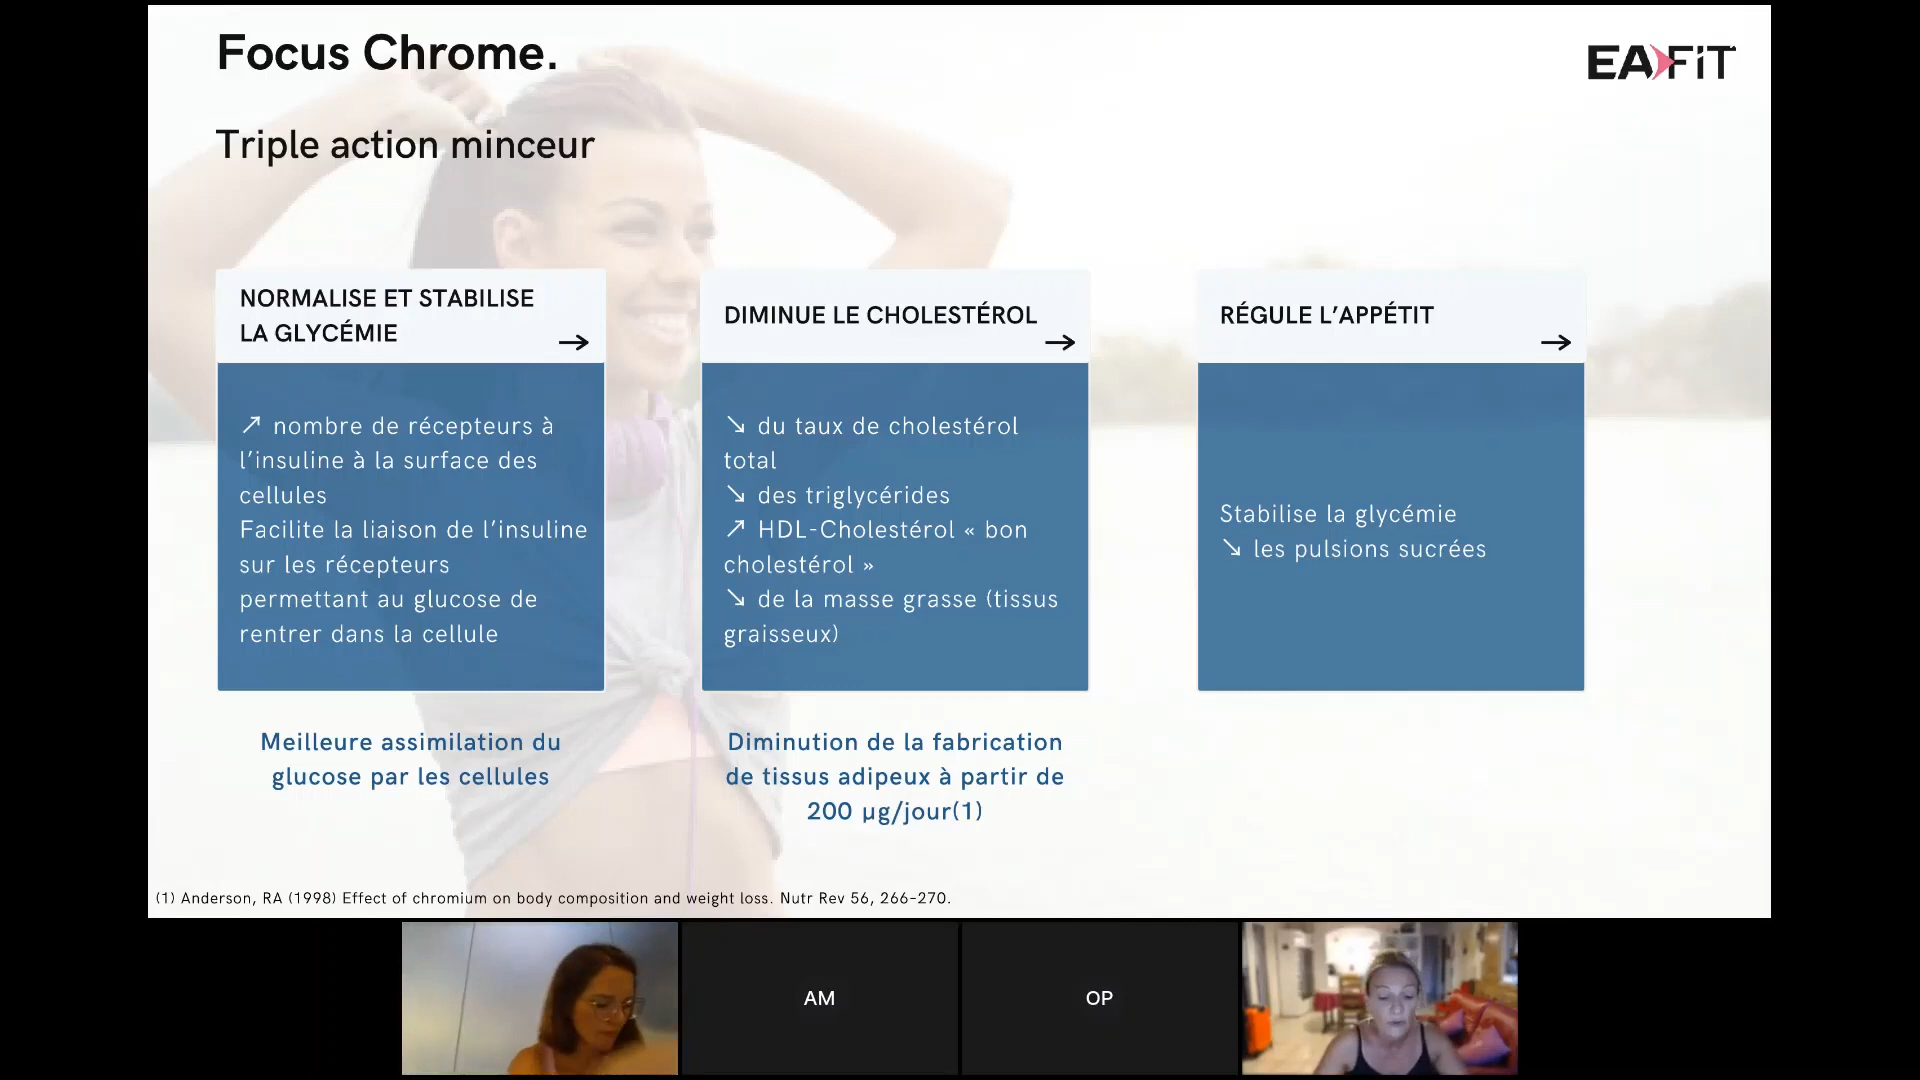 Focus Chrome.
EAFIT
Triple action minceur
NORMALISE ET STABILISE
LA GLYCÉMIE
→
↗ nombre de récepteurs à
l’insuline à la surface des
cellules
Facilite la liaison de l’insuline
sur les récepteurs
permettant au glucose de
rentrer dans la cellule
Meilleure assimilation du
glucose par les cellules
DIMINUE LE CHOLESTÉROL
→
↘ du taux de cholestérol
total
↘ des triglycérides
↗ HDL-Cholestérol « bon
cholestérol »
↘ de la masse grasse (tissus
graisseux)
Diminution de la fabrication
de tissus adipeux à partir de
200 µg/jour(1)
RÉGULE L’APPÉTIT
→
Stabilise la glycémie
↘ les pulsions sucrées
(1) Anderson, RA (1998) Effect of chromium on body composition and weight loss. Nutr Rev 56, 266-270.
AM
OP